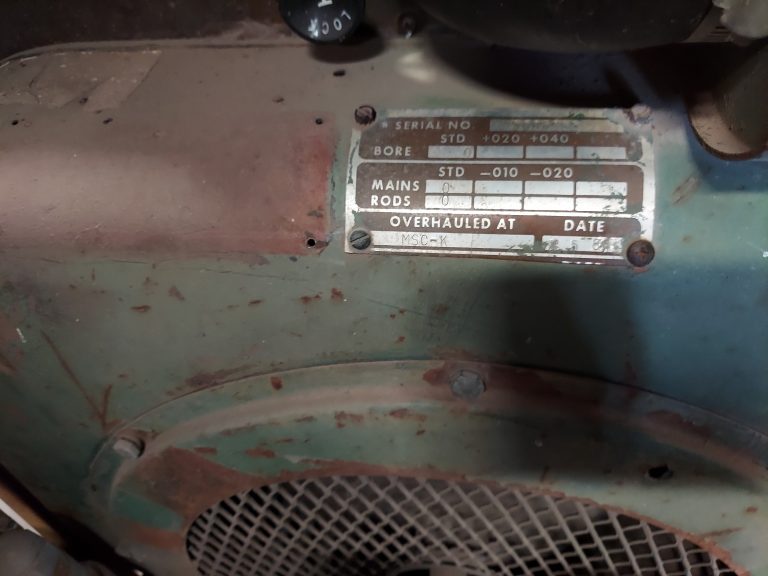 LOCK
SERIAL NO.
STD +020 +040
BORE
STD -010 -020
MAINS 0
RODS 0
OVERHAULED AT DATE
MSC-K